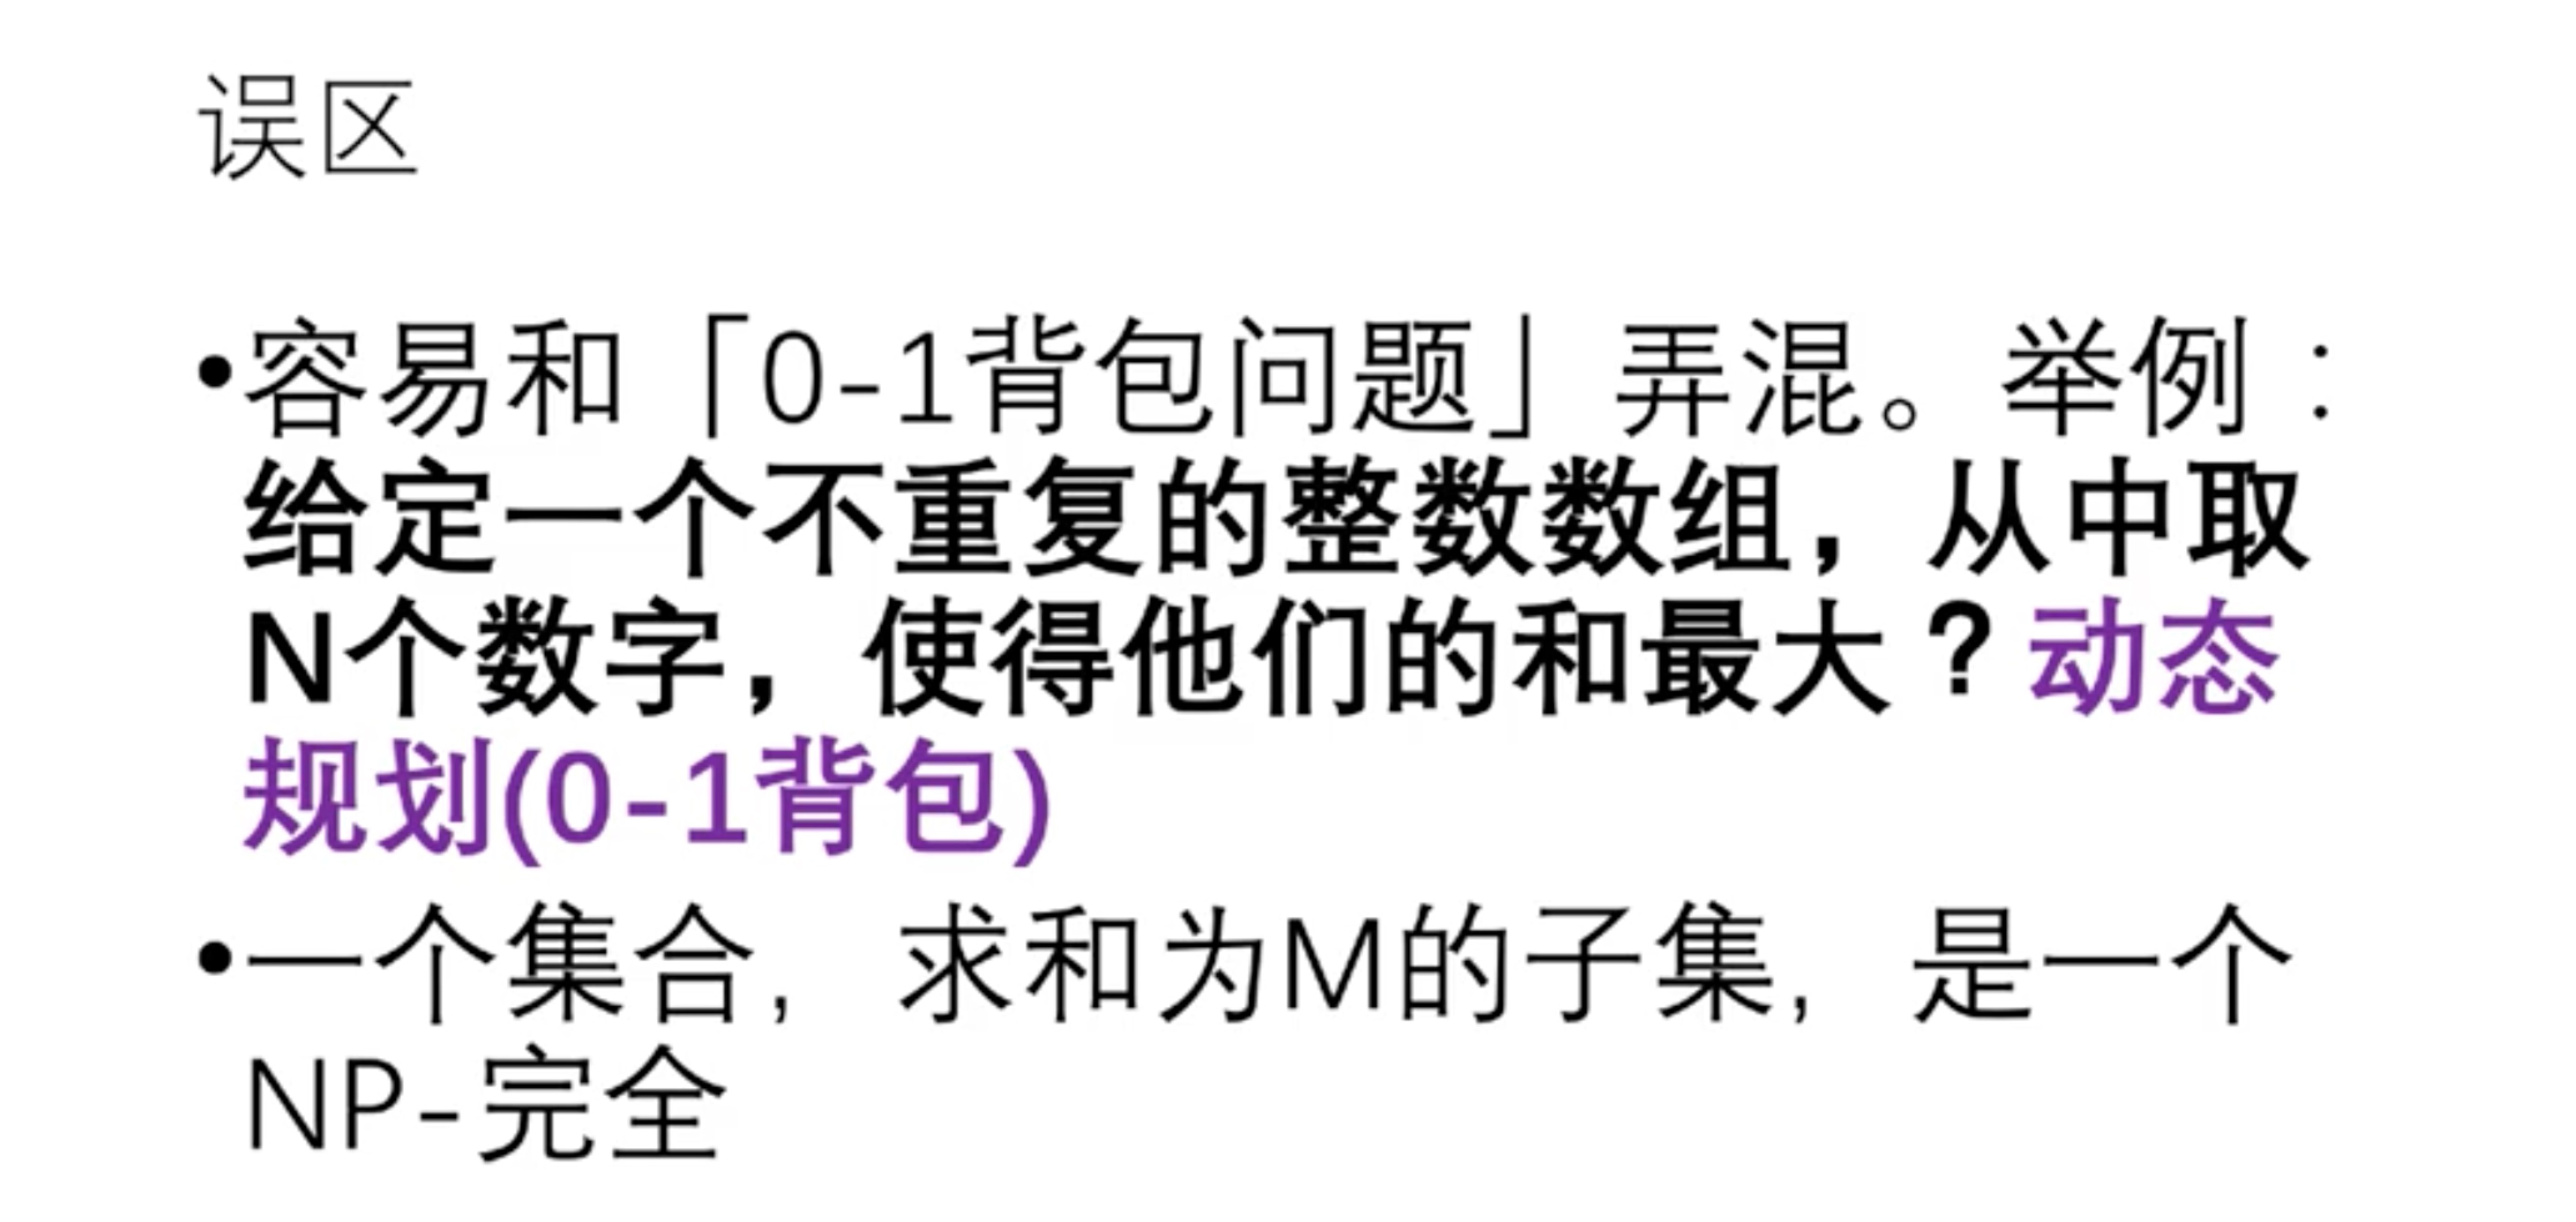 误区
•容易和「0-1背包问题」弄混。举例：
给定一个不重复的整数数组，从中取
N个数字，使得他们的和最大？动态
规划(0-1背包)
•一个集合，求和为M的子集，是一个
NP-完全